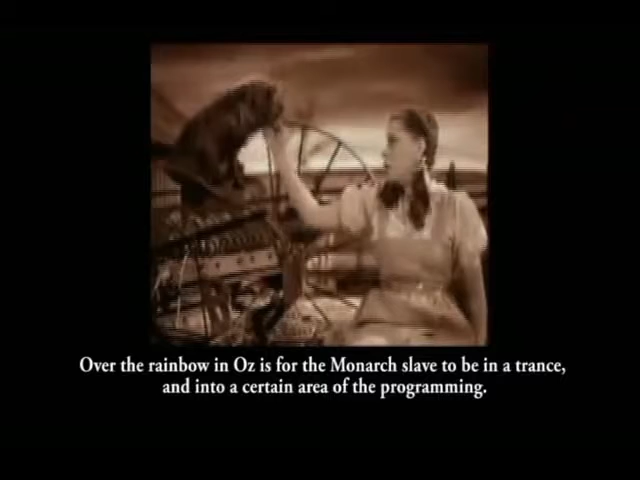 Over the rainbow in Oz is for the Monarch slave to be in a trance,
and into a certain area of the programming.